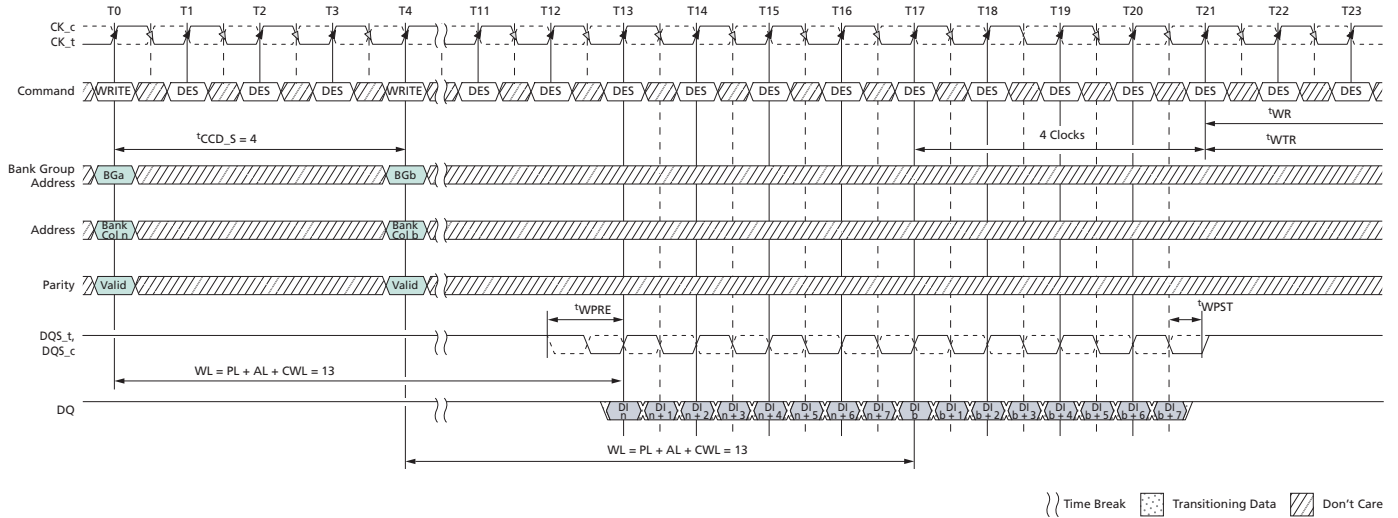 T0 T1 T2 T3 T4 T11 T12 T13 T14 T15 T16 T17 T18 T19 T20 T21 T22 T23
CK_c
CK_t
Command WRITE DES DES DES WRITE DES DES DES DES DES DES DES DES DES DES DES DES DES
tWR
tCCD_S = 4 4 Clocks tWTR
Bank Group
Address BGa BGb
Address Bank
Col n Bank
Col b
Parity Valid Valid
tWPRE tWPST
DQS_t,
DQS_c
WL = PL + AL + CWL = 13
DQ DI
n DI
n + 1 DI
n + 2 DI
n + 3 DI
n + 4 DI
n + 5 DI
n + 6 DI
n + 7 DI
b DI
b + 1 DI
b + 2 DI
b + 3 DI
b + 4 DI
b + 5 DI
b + 6 DI
b + 7
WL = PL + AL + CWL = 13
Time Break Transitioning Data Don't Care